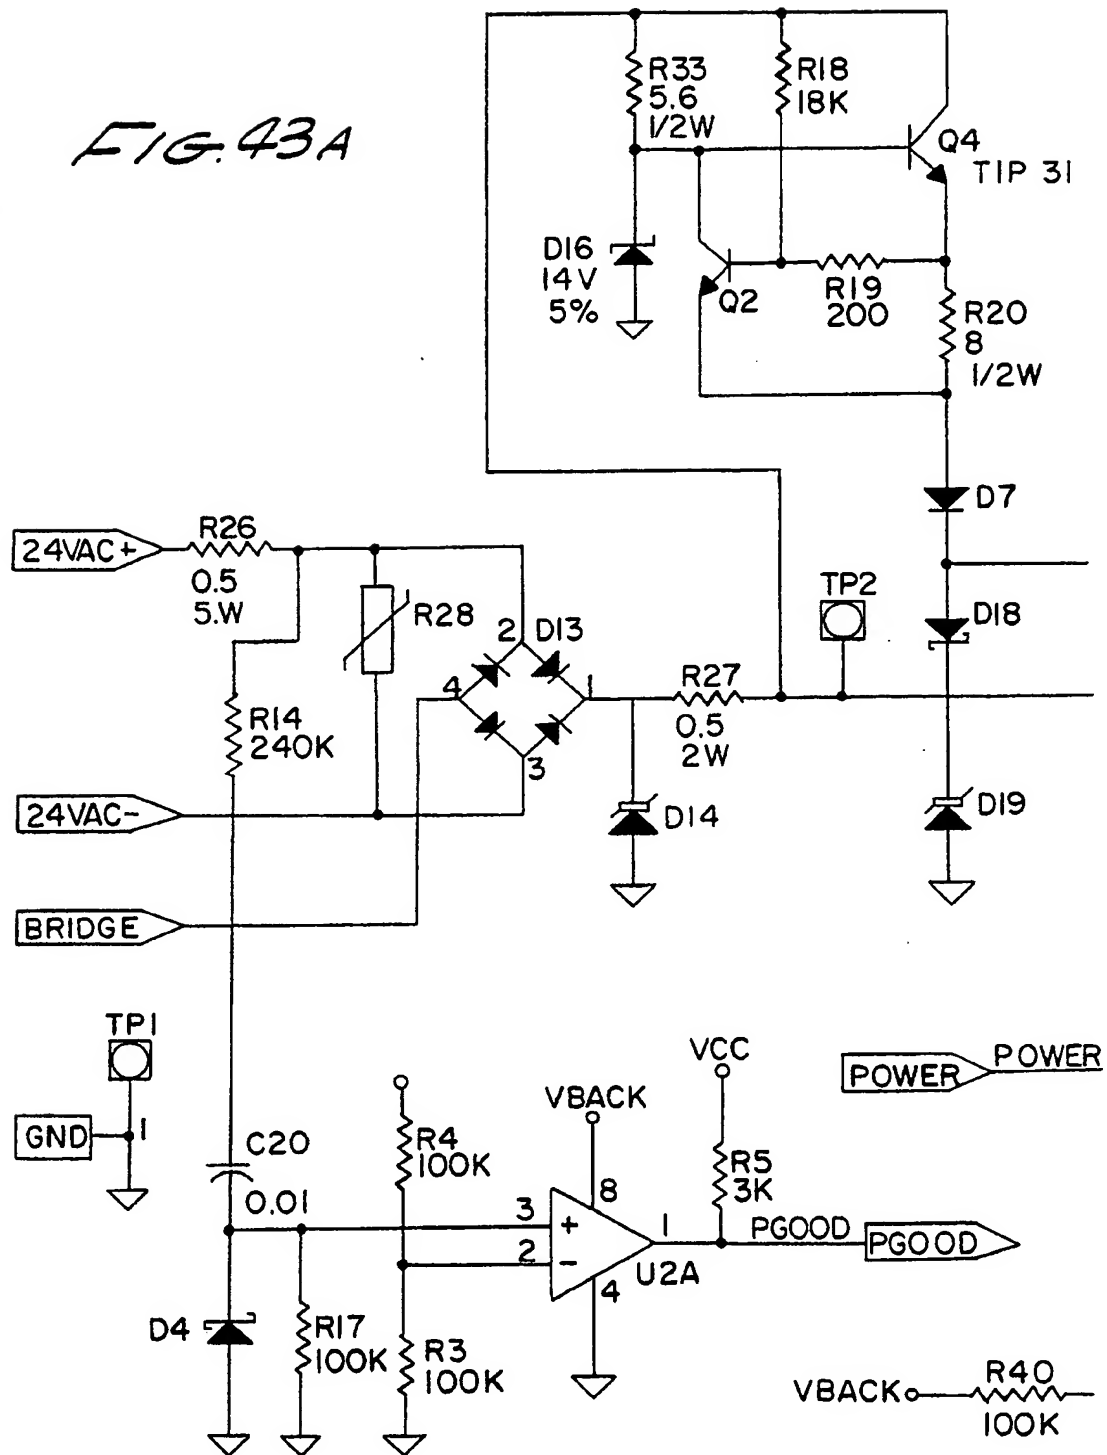 FIG. 43A
R33
5.6
1/2W
R18
18K
Q4
TIP 31
D16
14V
5%
Q2
R19
200
R20
8
1/2W
D7
24VAC+
R26
0.5
5.W
R28
2
D13
4
1
3
R27
0.5
2W
TP2
D18
R14
240K
24VAC-
D14
D19
BRIDGE
TP1
GND
1
C20
0.01
R4
100K
VBACK
8
VCC
R5
3K
POWER
POWER
3
+
2
-
1
4
U2A
PGOOD
PGOOD
D4
R17
100K
R3
100K
VBACK
R40
100K